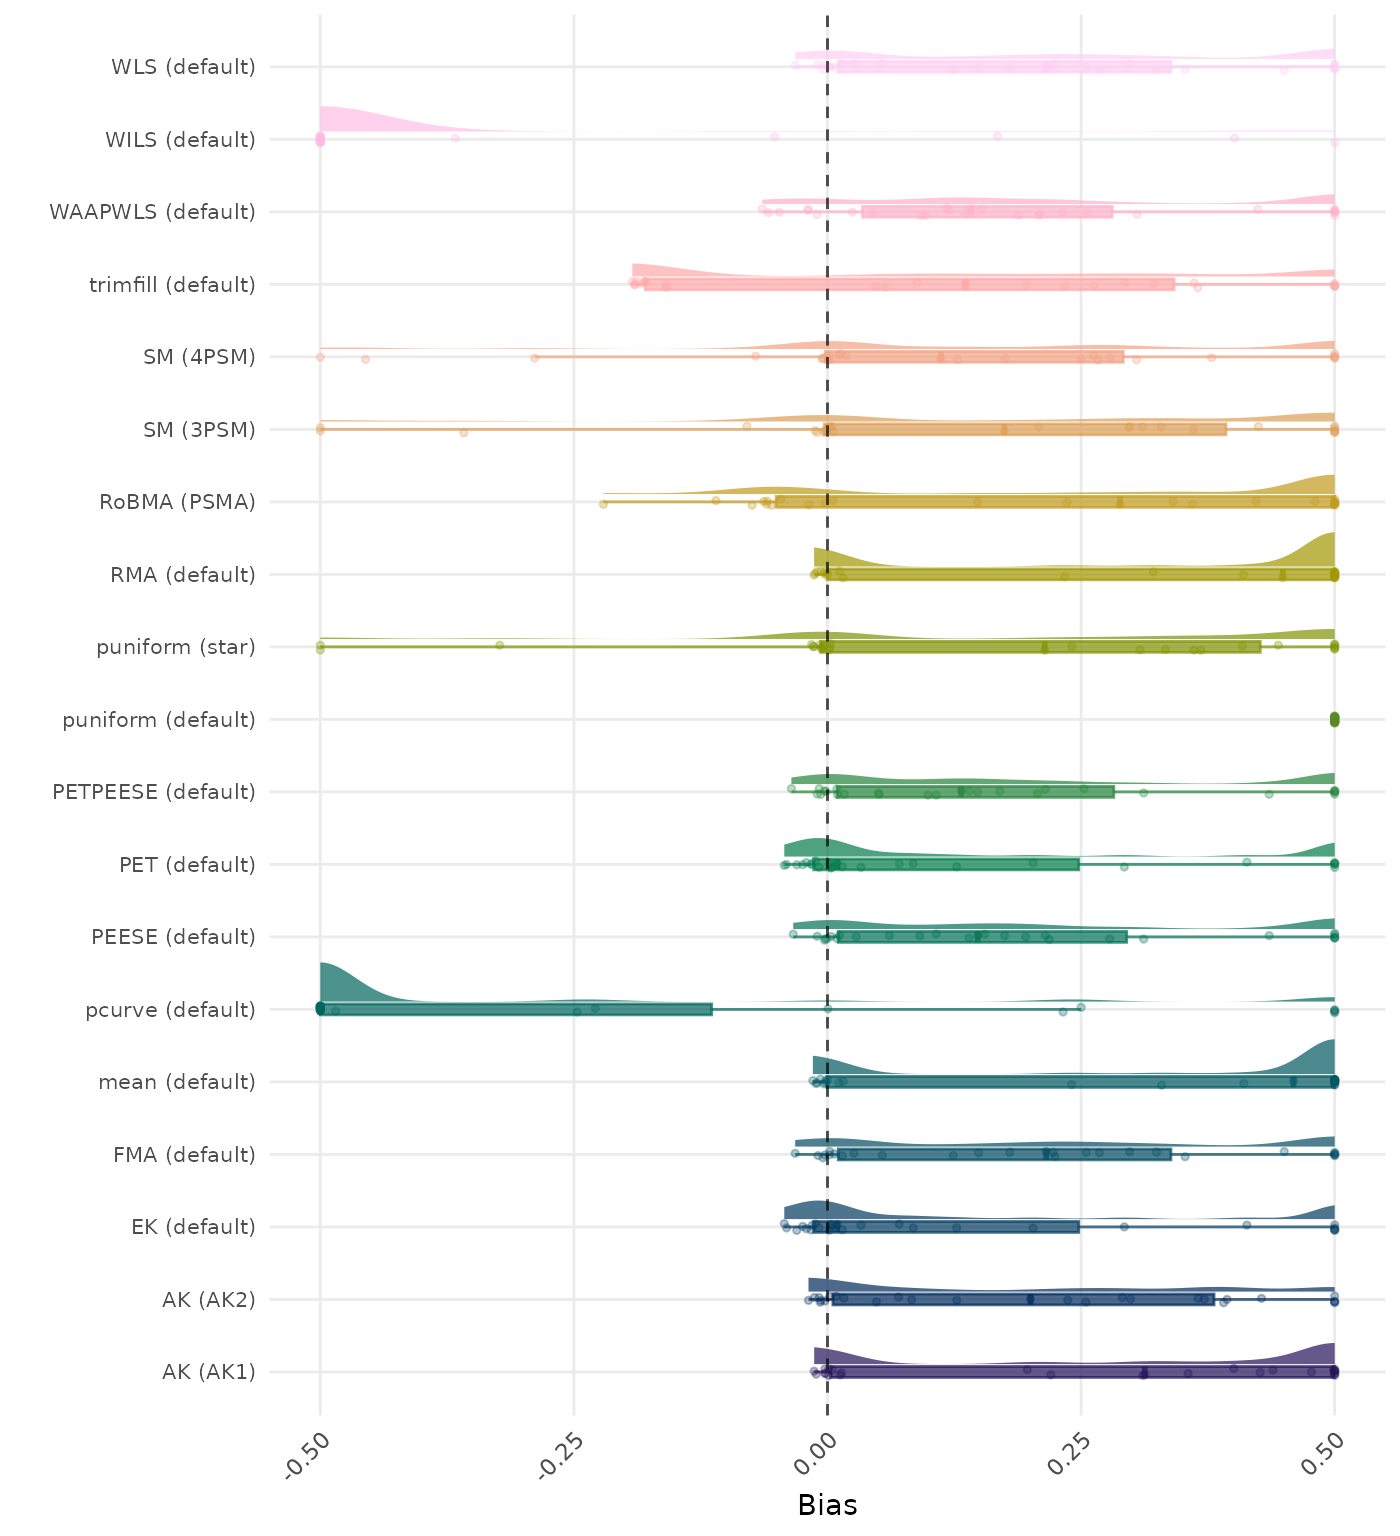 WLS (default)
WILS (default)
WAAPWLS (default)
trimfill (default)
SM (4PSM)
SM (3PSM)
RoBMA (PSMA)
RMA (default)
puniform (star)
puniform (default)
PETPEESE (default)
PET (default)
PEESE (default)
pcurve (default)
mean (default)
FMA (default)
EK (default)
AK (AK2)
AK (AK1)
-0.50
-0.25
0.00
0.25
0.50
Bias